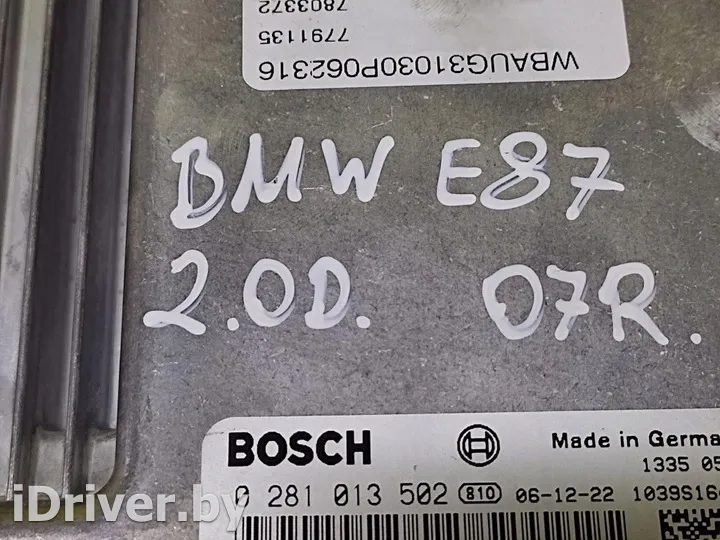 7803372
7791135
WBAUG31030P062316
BMW E87
2.0D. 07R.
BOSCH Made in Germa
1335 05
0 281 013 502 810 06-12-22 1039S16
iDriver.by